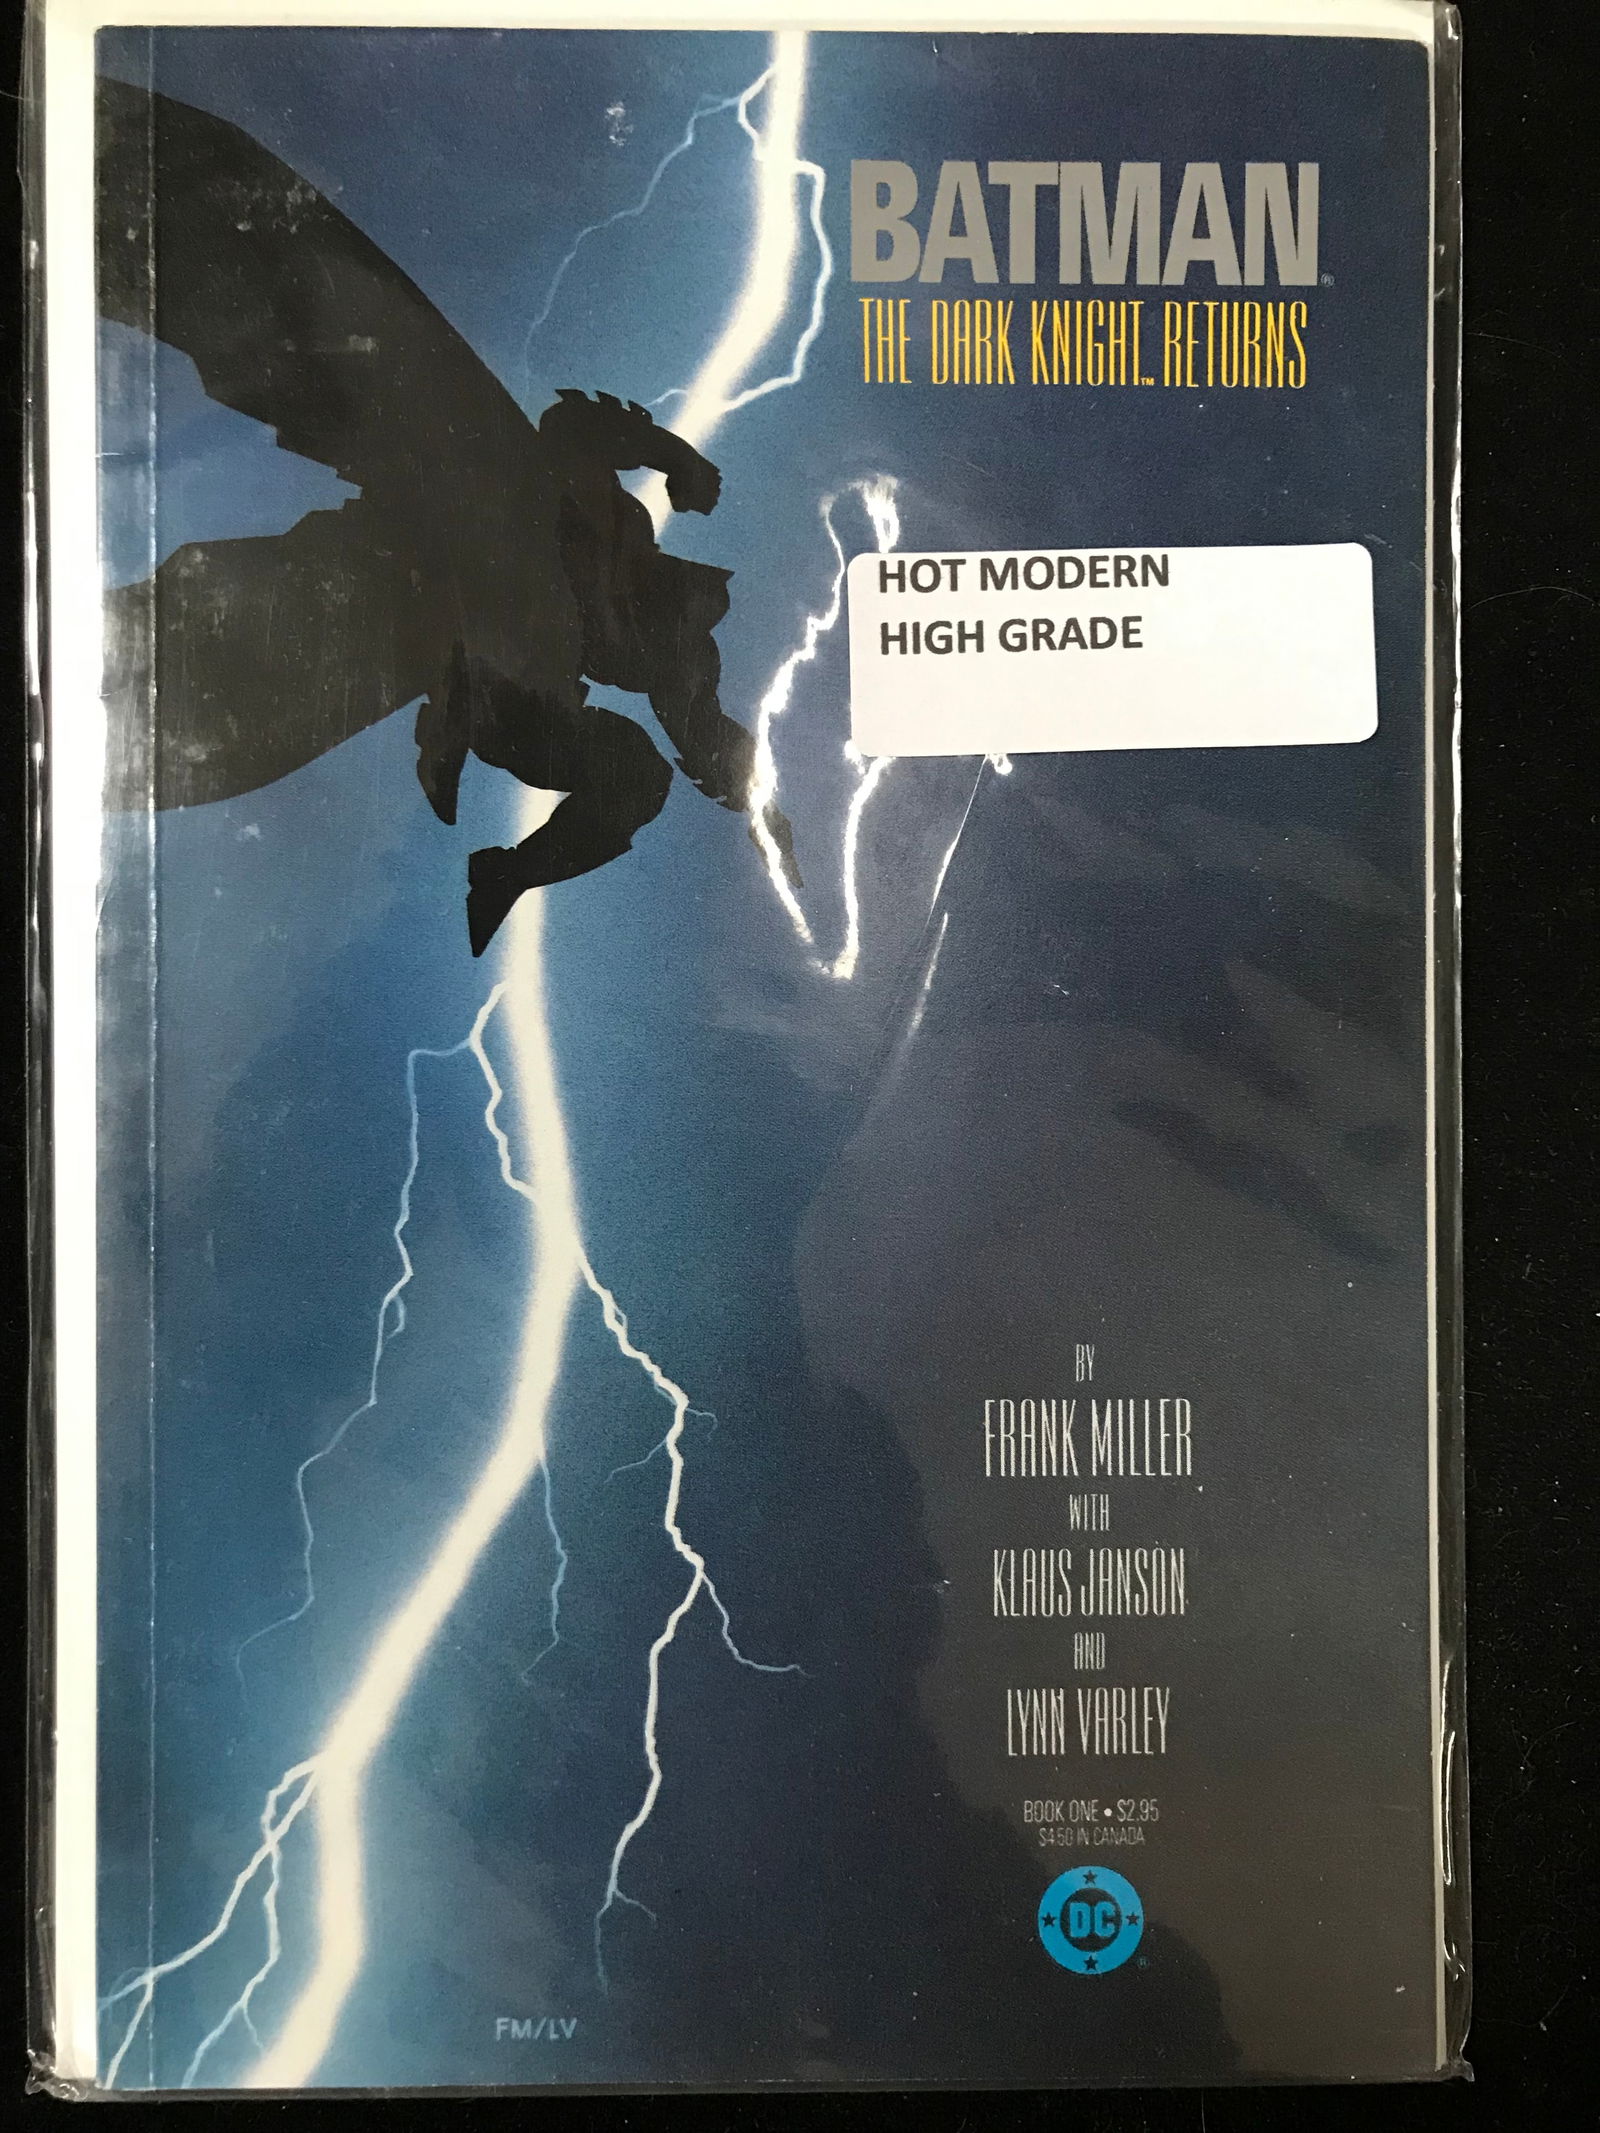 BATMAN®
THE DARK KNIGHT™ RETURNS
HOT MODERN
HIGH GRADE
BY
FRANK MILLER
WITH
KLAUS JANSON
AND
LYNN VARLEY
BOOK ONE • $2.95
$4.50 IN CANADA
DC®
FM/LV